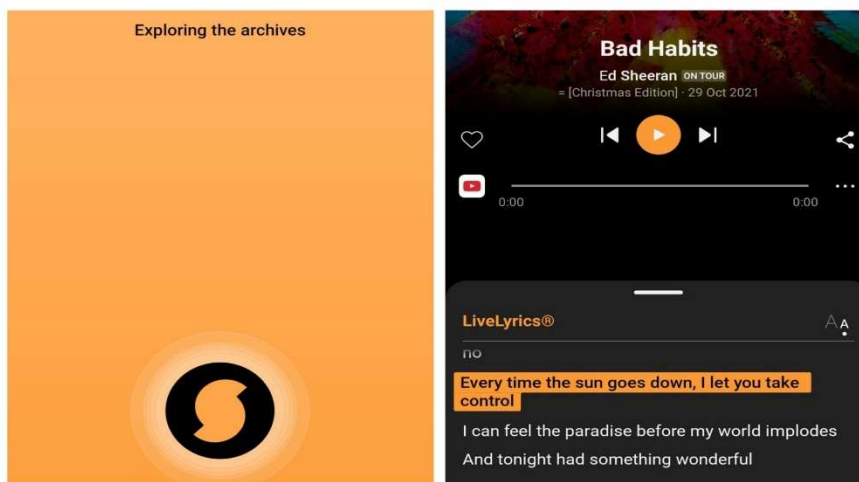 Exploring the archives
Bad Habits
Ed Sheeran ON TOUR
= [Christmas Edition] · 29 Oct 2021
0:00 0:00
LiveLyrics® AA
no
Every time the sun goes down, I let you take
control
I can feel the paradise before my world implodes
And tonight had something wonderful